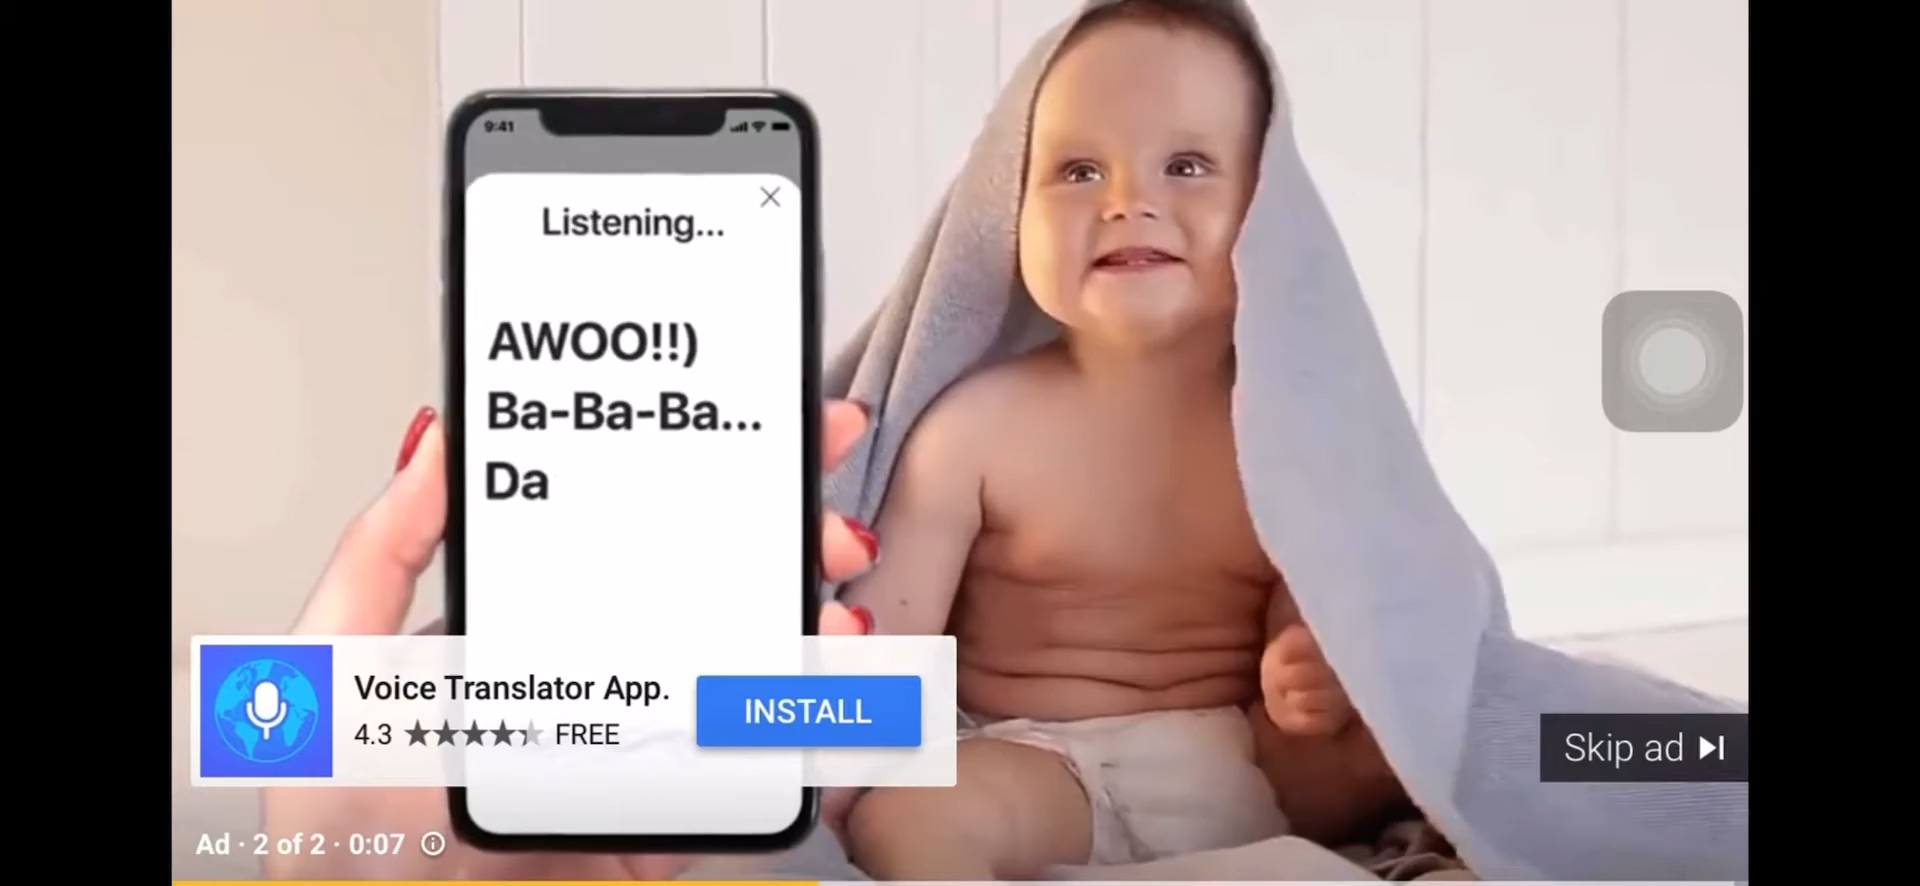 9:41
Listening...
AWOO!!)
Ba-Ba-Ba...
Da
Voice Translator App.
4.3 FREE
INSTALL
Skip ad
Ad · 2 of 2 · 0:07